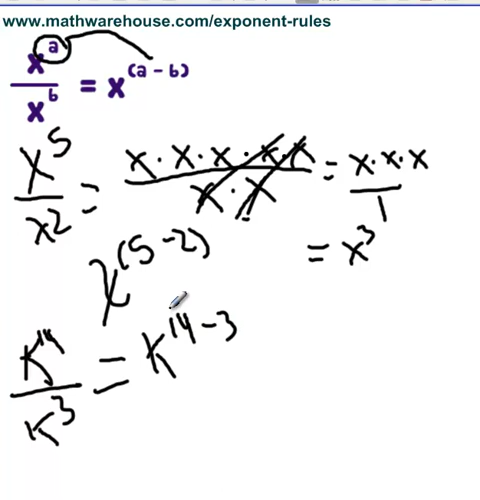 www.mathwarehouse.com/exponent-rules
x^a / x^b = x^(a - b)
x^5 / x^2 = x · x · x · x · x / x · x = x · x · x / 1
x^(5-2) = x^3
k^14 / k^3 = k^14-3